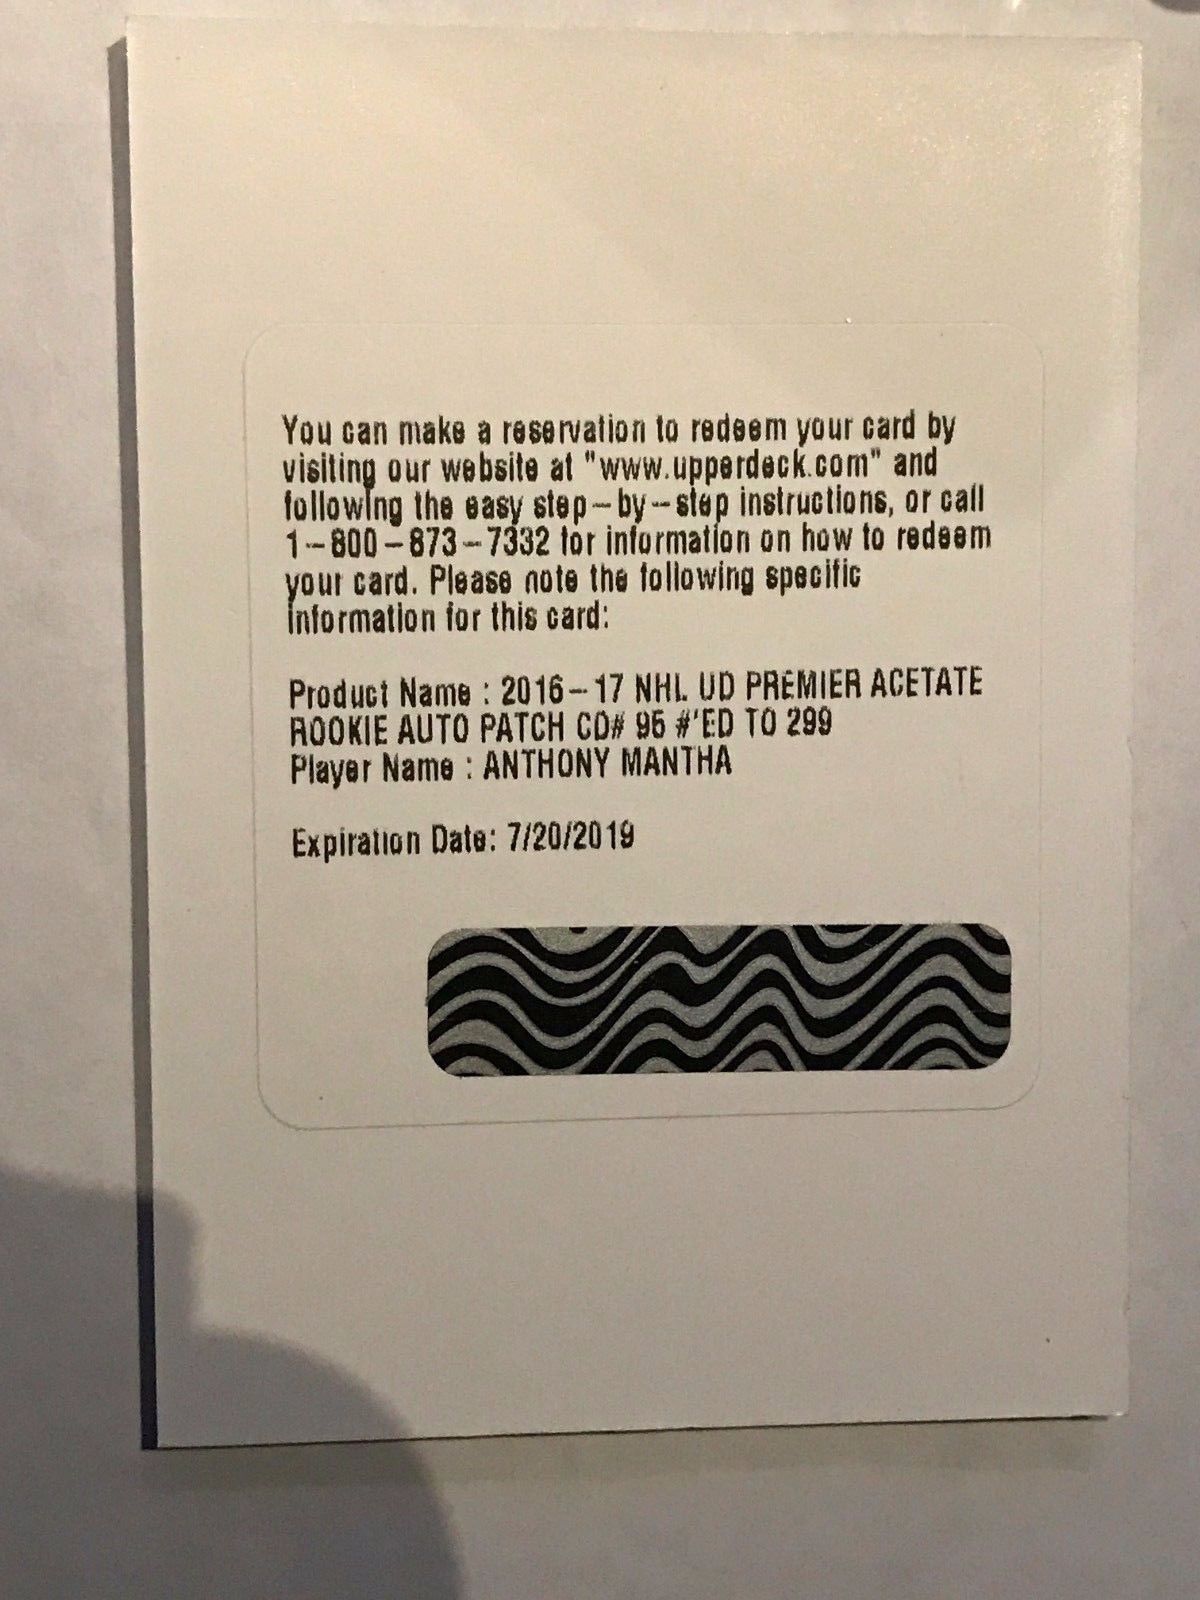 You can make a reservation to redeem your card by
visiting our website at "www.upperdeck.com" and
following the easy step-by-step instructions, or call
1-800-873-7332 for information on how to redeem
your card. Please note the following specific
information for this card:
Product Name : 2016-17 NHL UD PREMIER ACETATE
ROOKIE AUTO PATCH CD# 95 #'ED TO 299
Player Name : ANTHONY MANTHA
Expiration Date: 7/20/2019